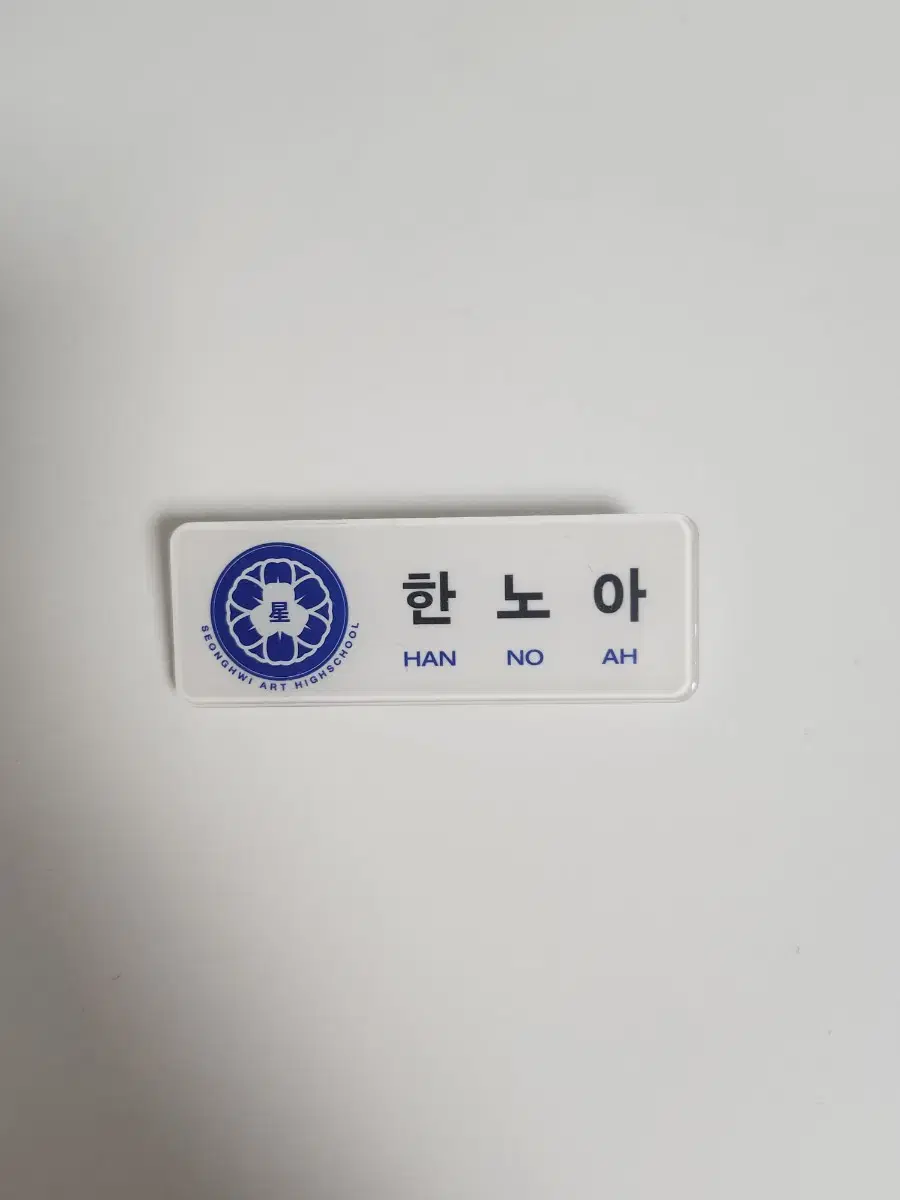 星
SEONGHWI ART HIGHSCHOOL
한 노 아
HAN NO AH